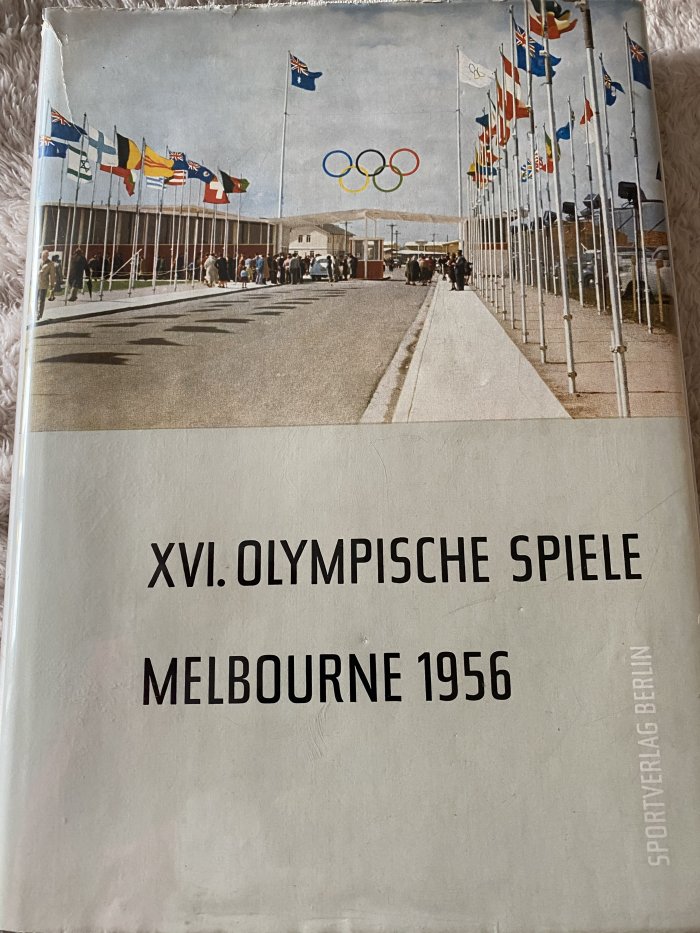 XVI. OLYMPISCHE SPIELE
MELBOURNE 1956
SPORTVERLAG BERLIN